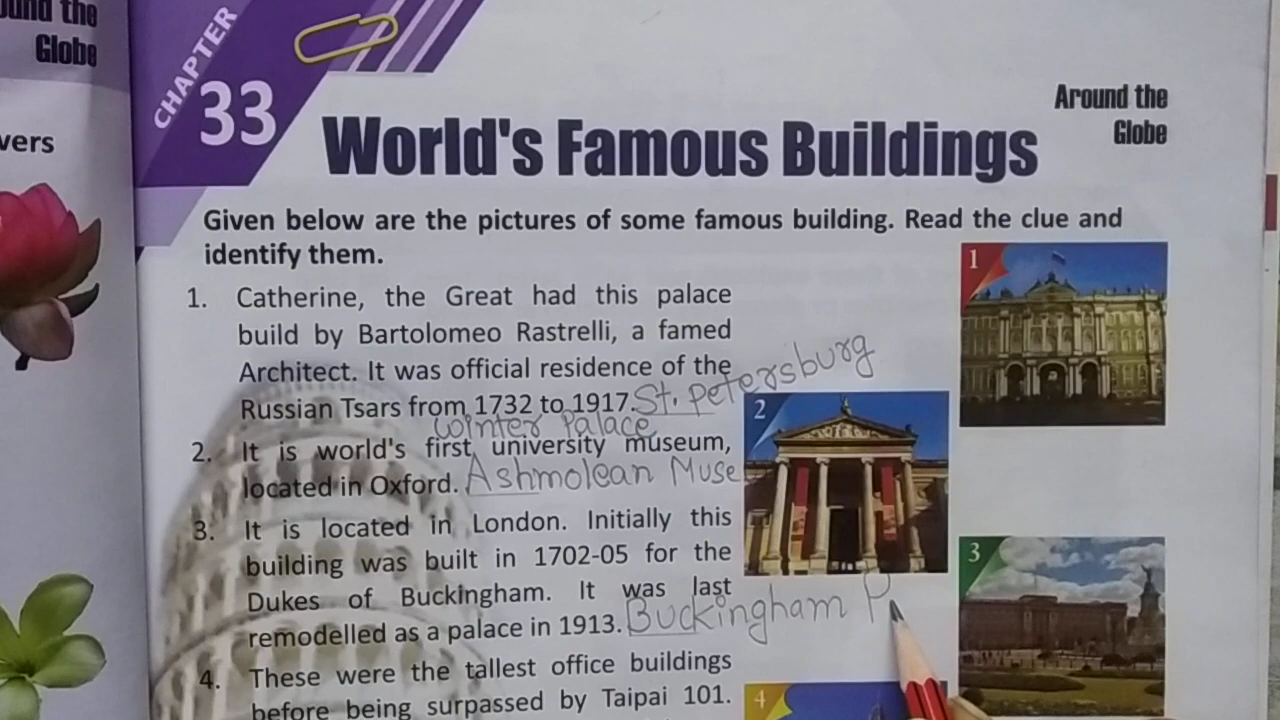 und the
Globe
vers
CHAPTER
33
Around the
Globe
World's Famous Buildings
Given below are the pictures of some famous building. Read the clue and
identify them.
1. Catherine, the Great had this palace
build by Bartolomeo Rastrelli, a famed
Architect. It was official residence of the
Russian Tsars from 1732 to 1917. St. Petersburg
Winter Palace
2. It is world's first university museum,
located in Oxford. Ashmolean Muse
3. It is located in London. Initially this
building was built in 1702-05 for the
Dukes of Buckingham. It was last
remodelled as a palace in 1913. Buckingham P
4. These were the tallest office buildings
before being surpassed by Taipai 101.
1
2
3
4